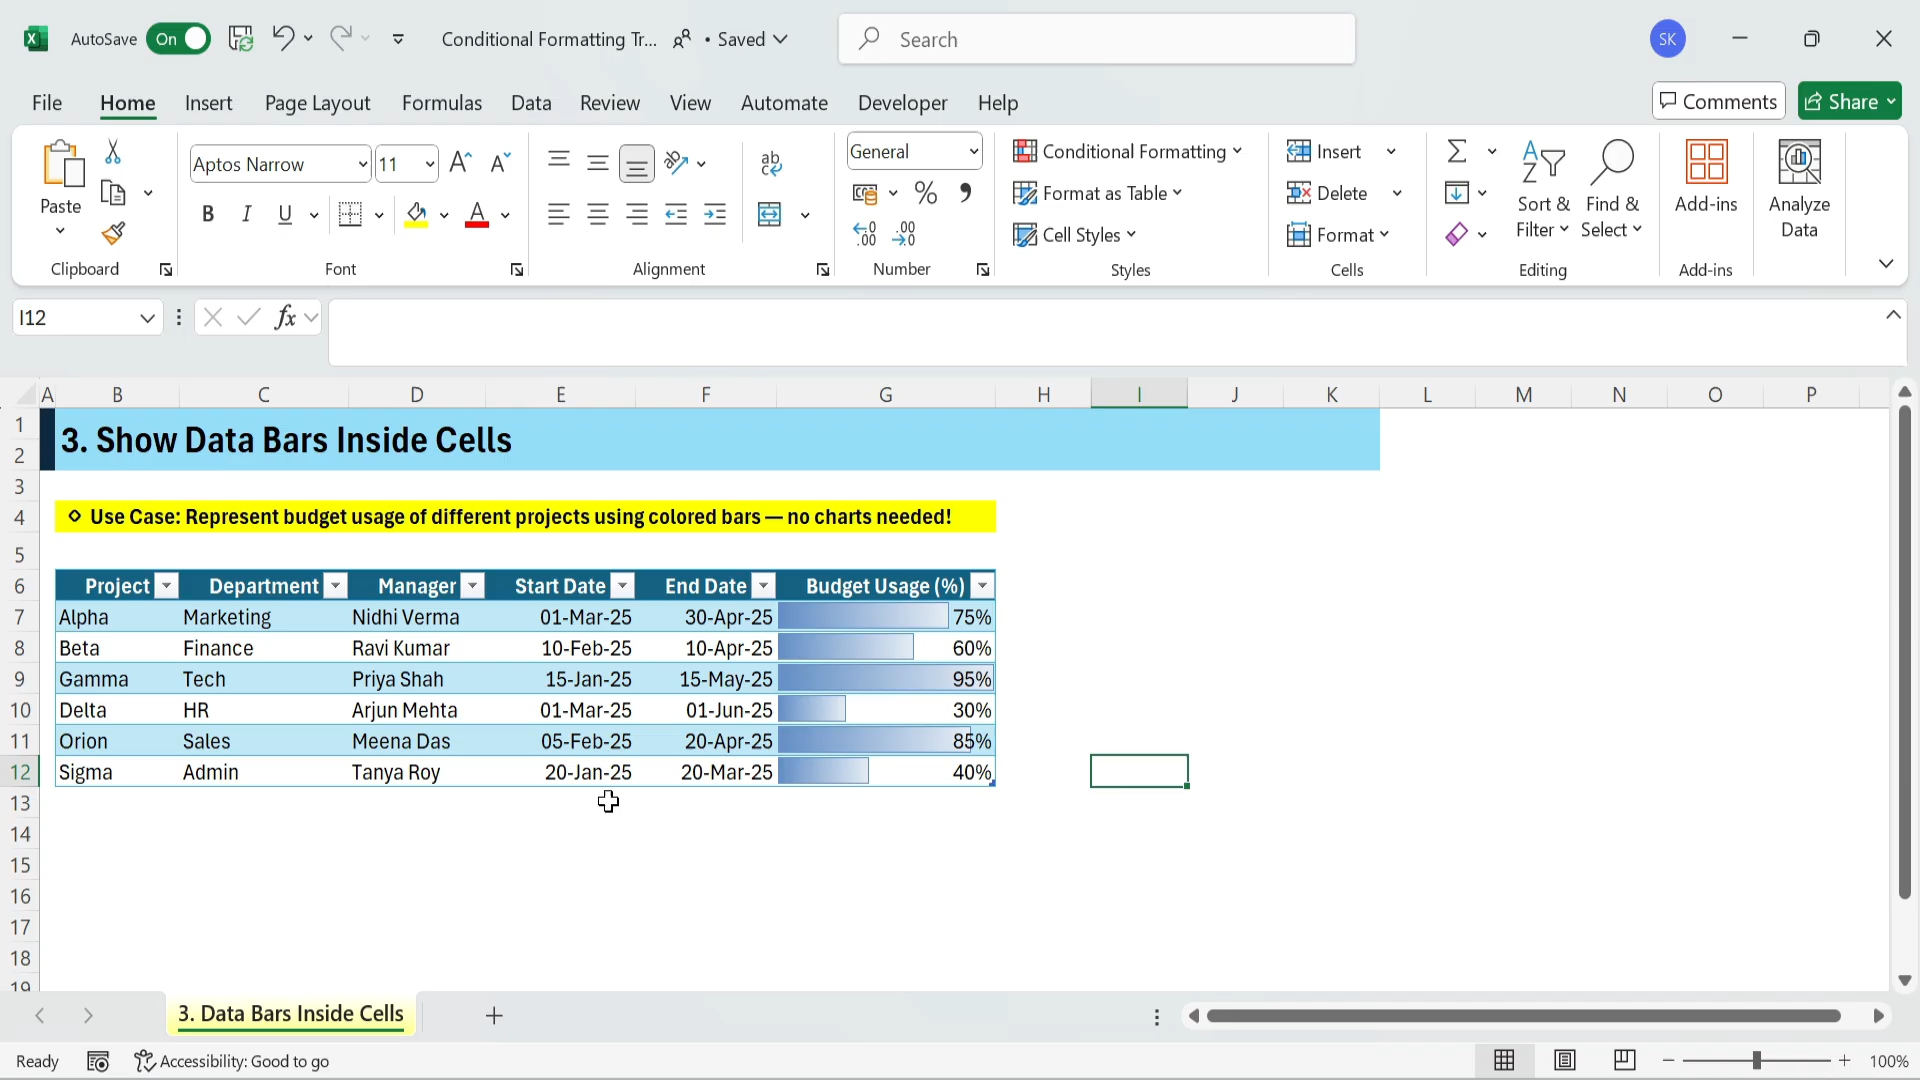 AutoSave On Conditional Formatting Tr... • Saved Search SK
File Home Insert Page Layout Formulas Data Review View Automate Developer Help Comments Share
Paste Aptos Narrow 11 General Conditional Formatting Format as Table Cell Styles Insert Delete Format Sort & Filter Find & Select Add-ins Analyze Data
Clipboard Font Alignment Number Styles Cells Editing Add-ins
I12 fx
A B C D E F G H I J K L M N O P
1
3. Show Data Bars Inside Cells
2
3
4 ◇ Use Case: Represent budget usage of different projects using colored bars — no charts needed!
5
6 Project Department Manager Start Date End Date Budget Usage (%)
7 Alpha Marketing Nidhi Verma 01-Mar-25 30-Apr-25 75%
8 Beta Finance Ravi Kumar 10-Feb-25 10-Apr-25 60%
9 Gamma Tech Priya Shah 15-Jan-25 15-May-25 95%
10 Delta HR Arjun Mehta 01-Mar-25 01-Jun-25 30%
11 Orion Sales Meena Das 05-Feb-25 20-Apr-25 85%
12 Sigma Admin Tanya Roy 20-Jan-25 20-Mar-25 40%
13
14
15
16
17
18
19
3. Data Bars Inside Cells
Ready Accessibility: Good to go 100%